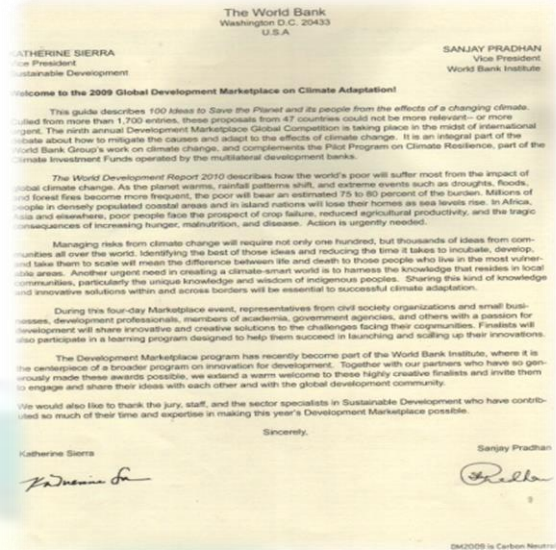 The World Bank
Washington D.C. 20433
U.S.A
KATHERINE SIERRA
Vice President
Sustainable Development
SANJAY PRADHAN
Vice President
World Bank Institute
Welcome to the 2009 Global Development Marketplace on Climate Adaptation!
This guide describes 100 Ideas to Save the Planet and its people from the effects of a changing climate.
Culled from more than 1,700 entries, these proposals from 47 countries could not be more relevant– or more
urgent. The ninth annual Development Marketplace Global Competition is taking place in the midst of international
debate about how to mitigate the causes and adapt to the effects of climate change. It is an integral part of the
World Bank Group's work on climate change, and complements the Pilot Program on Climate Resilience, part of the
Climate Investment Funds operated by the multilateral development banks.
The World Development Report 2010 describes how the world's poor will suffer most from the impact of
global climate change. As the planet warms, rainfall patterns shift, and extreme events such as droughts, floods,
and forest fires become more frequent, the poor will bear an estimated 75 to 80 percent of the burden. Millions of
people in densely populated coastal areas and in island nations will lose their homes as sea levels rise. In Africa,
Asia and elsewhere, poor people face the prospect of crop failure, reduced agricultural productivity, and the tragic
consequences of increasing hunger, malnutrition, and disease. Action is urgently needed.
Managing risks from climate change will require not only one hundred, but thousands of ideas from com-
munities all over the world. Identifying the best of those ideas and reducing the time it takes to incubate, develop,
and take them to scale will mean the difference between life and death to those people who live in the most vulner-
able areas. Another urgent need in creating a climate-smart world is to harness the knowledge that resides in local
communities, particularly the unique knowledge and wisdom of indigenous peoples. Sharing this kind of knowledge
and innovative solutions within and across borders will be essential to successful climate adaptation.
During this four-day Marketplace event, representatives from civil society organizations and small busi-
nesses, development professionals, members of academia, government agencies, and others with a passion for
development will share innovative and creative solutions to the challenges facing their communities. Finalists will
also participate in a learning program designed to help them succeed in launching and scaling up their innovations.
The Development Marketplace program has recently become part of the World Bank Institute, where it is
the centerpiece of a broader program on innovation for development. Together with our partners who have so gen-
erously made these awards possible, we extend a warm welcome to these highly creative finalists and invite them
to engage and share their ideas with each other and with the global development community.
We would also like to thank the jury, staff, and the sector specialists in Sustainable Development who have contrib-
uted so much of their time and expertise in making this year's Development Marketplace possible.
Sincerely,
Katherine Sierra
Sanjay Pradhan
9
DM2009 is Carbon Neutral